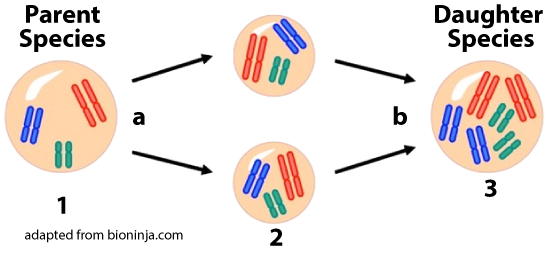 Parent
Species
Daughter
Species
a
b
1
2
3
adapted from bioninja.com